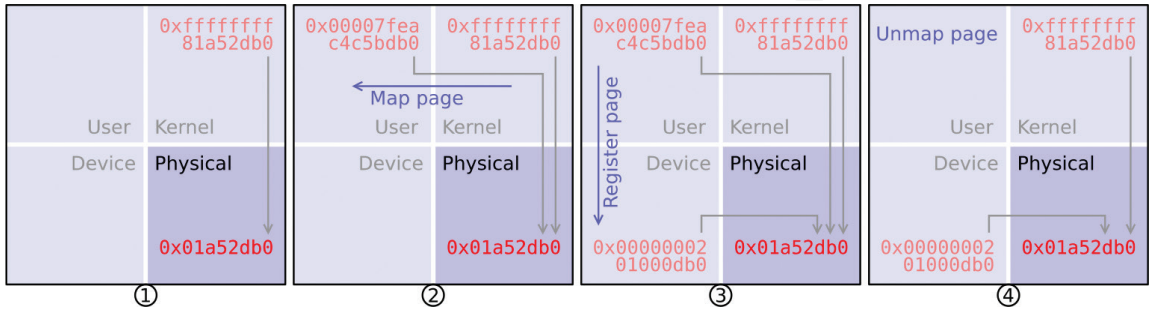 0xffffffff
81a52db0
User
Kernel
Device
Physical
0x01a52db0
①
0x00007fea
c4c5bdb0
0xffffffff
81a52db0
Map page
User
Kernel
Device
Physical
0x01a52db0
②
0x00007fea
c4c5bdb0
0xffffffff
81a52db0
Register page
User
Kernel
Device
Physical
0x00000002
01000db0
0x01a52db0
③
Unmap page
0xffffffff
81a52db0
User
Kernel
Device
Physical
0x00000002
01000db0
0x01a52db0
④